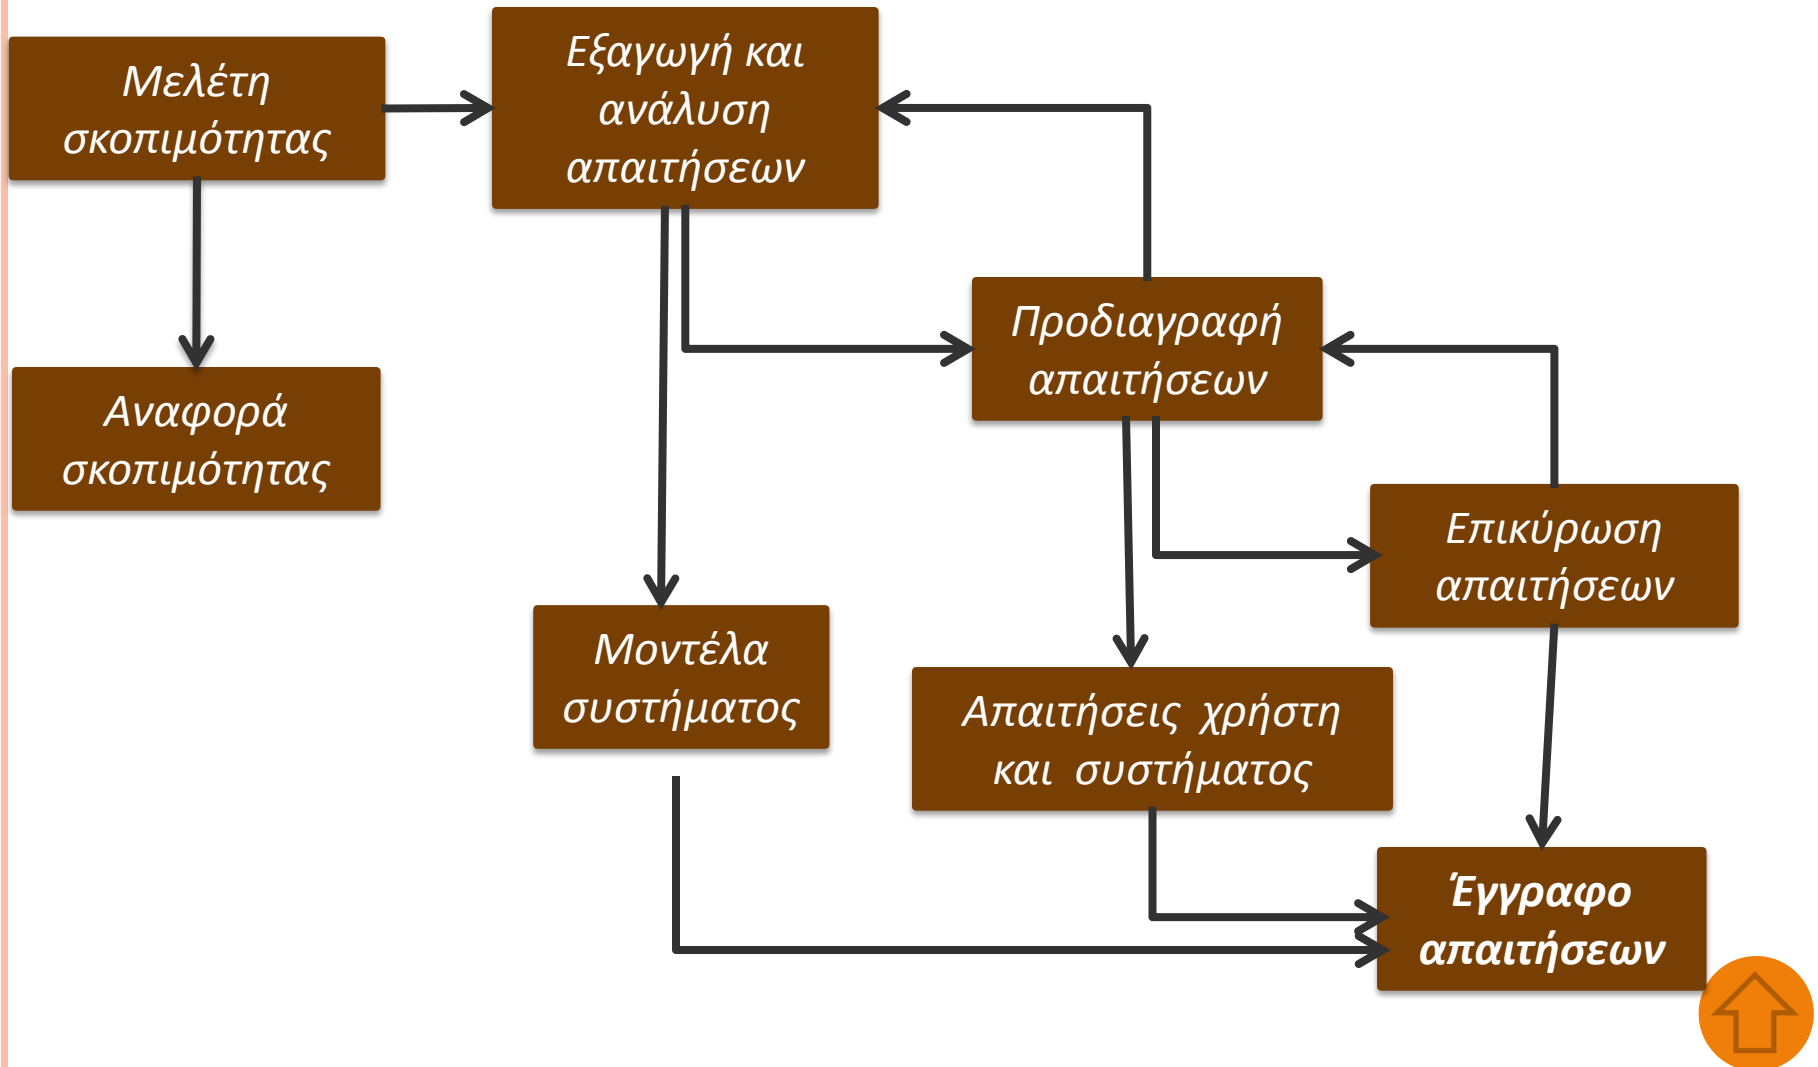 Μελέτη
σκοπιμότητας
Εξαγωγή και
ανάλυση
απαιτήσεων
Προδιαγραφή
απαιτήσεων
Αναφορά
σκοπιμότητας
Επικύρωση
απαιτήσεων
Μοντέλα
συστήματος
Απαιτήσεις χρήστη
και συστήματος
Έγγραφο
απαιτήσεων